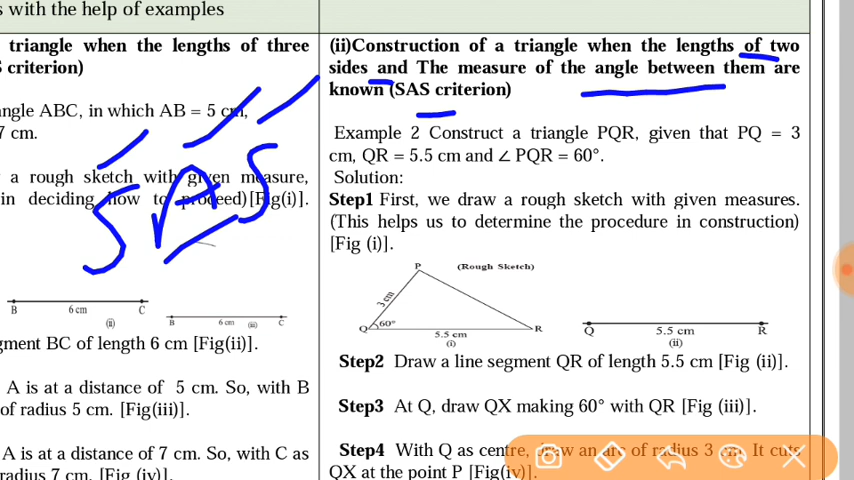 s with the help of examples
triangle when the lengths of three
criterion)
ngle ABC, in which AB = 5 cm,
7 cm.
a rough sketch with given measure,
in deciding how to proceed)[Fig(i)].
B 6 cm C
(ii)
B 6 cm (iii) C
gment BC of length 6 cm [Fig(ii)].
A is at a distance of 5 cm. So, with B
of radius 5 cm. [Fig(iii)].
A is at a distance of 7 cm. So, with C as
radius 7 cm. [Fig (iv)].
SAS
(ii)Construction of a triangle when the lengths of two
sides and The measure of the angle between them are
known (SAS criterion)
Example 2 Construct a triangle PQR, given that PQ = 3
cm, QR = 5.5 cm and ∠ PQR = 60°.
Solution:
Step1 First, we draw a rough sketch with given measures.
(This helps us to determine the procedure in construction)
[Fig (i)].
P (Rough Sketch)
3 cm
Q 60° R
5.5 cm
(i)
Q 5.5 cm R
(ii)
Step2 Draw a line segment QR of length 5.5 cm [Fig (ii)].
Step3 At Q, draw QX making 60° with QR [Fig (iii)].
Step4 With Q as centre, draw an arc of radius 3 cm. It cuts
QX at the point P [Fig(iv)].